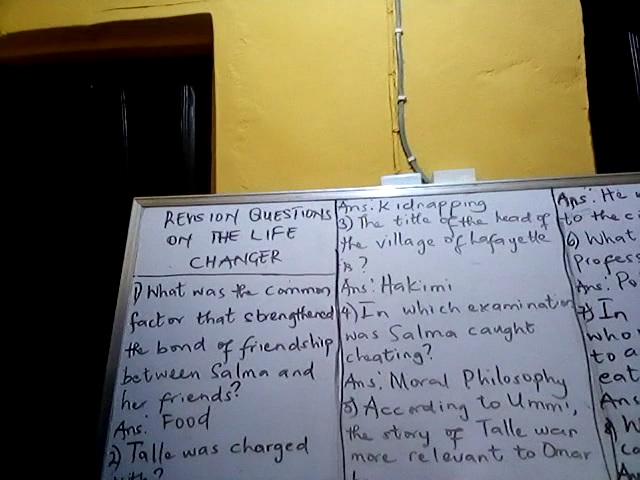 REVISION QUESTIONS
ON THE LIFE
CHANGER
1) What was the common
factor that strengthened
the bond of friendship
between Salma and
her friends?
Ans: Food
2) Talle was charged
with?
Ans: Kidnapping
3) The title of the head of
the village of Lafayette
is?
Ans: Hakimi
4) In which examination
was Salma caught
cheating?
Ans: Moral Philosophy
5) According to Ummi,
the story of Talle was
more relevant to Omar
Ans: He
to the c
6) What
profess
Ans: Po
7) In
who
to a
eat
Ans
8) W
Co
An